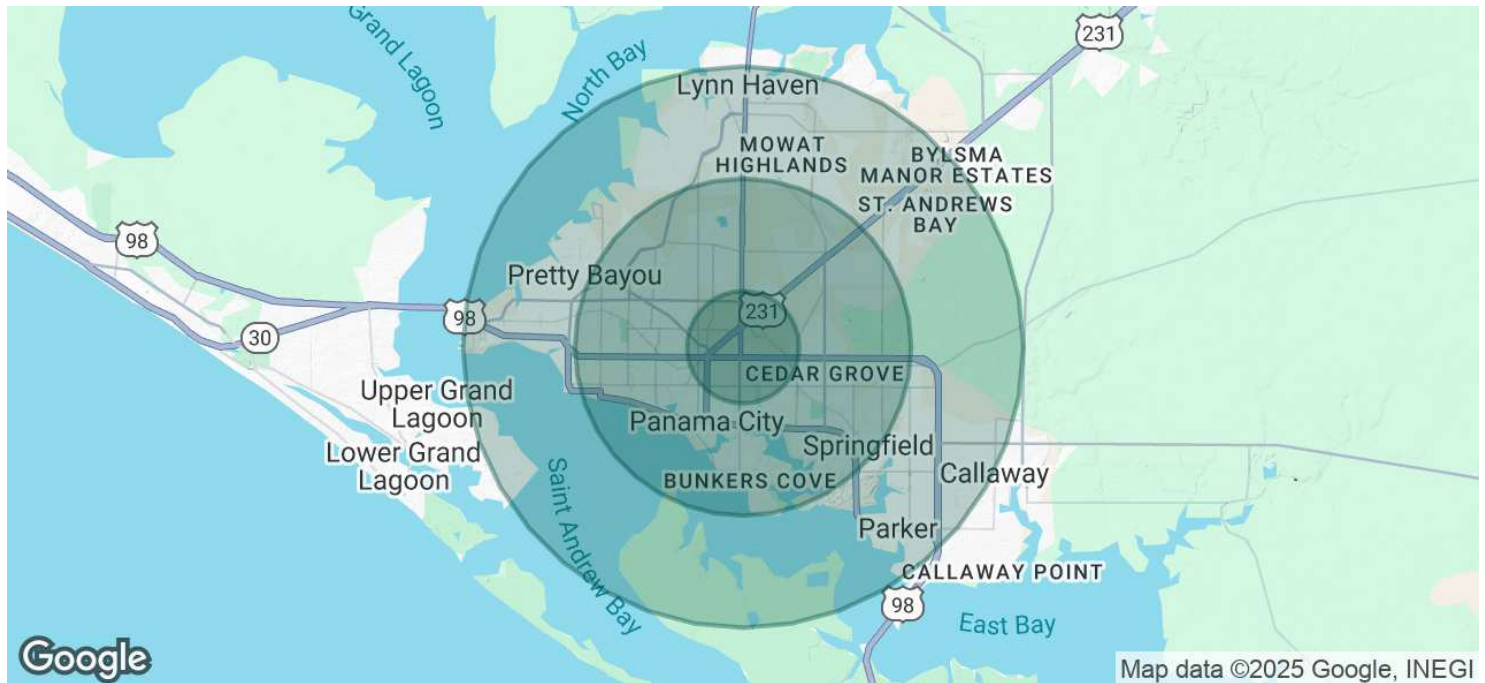 Grand Lagoon
North Bay
231
Lynn Haven
MOWAT
HIGHLANDS
BYLSMA
MANOR ESTATES
ST. ANDREWS
BAY
98
Pretty Bayou
231
98
30
CEDAR GROVE
Upper Grand
Lagoon
Panama City
Springfield
Lower Grand
Lagoon
BUNKERS COVE
Callaway
Saint Andrew Bay
Parker
CALLAWAY POINT
98
East Bay
Google
Map data ©2025 Google, INEGI